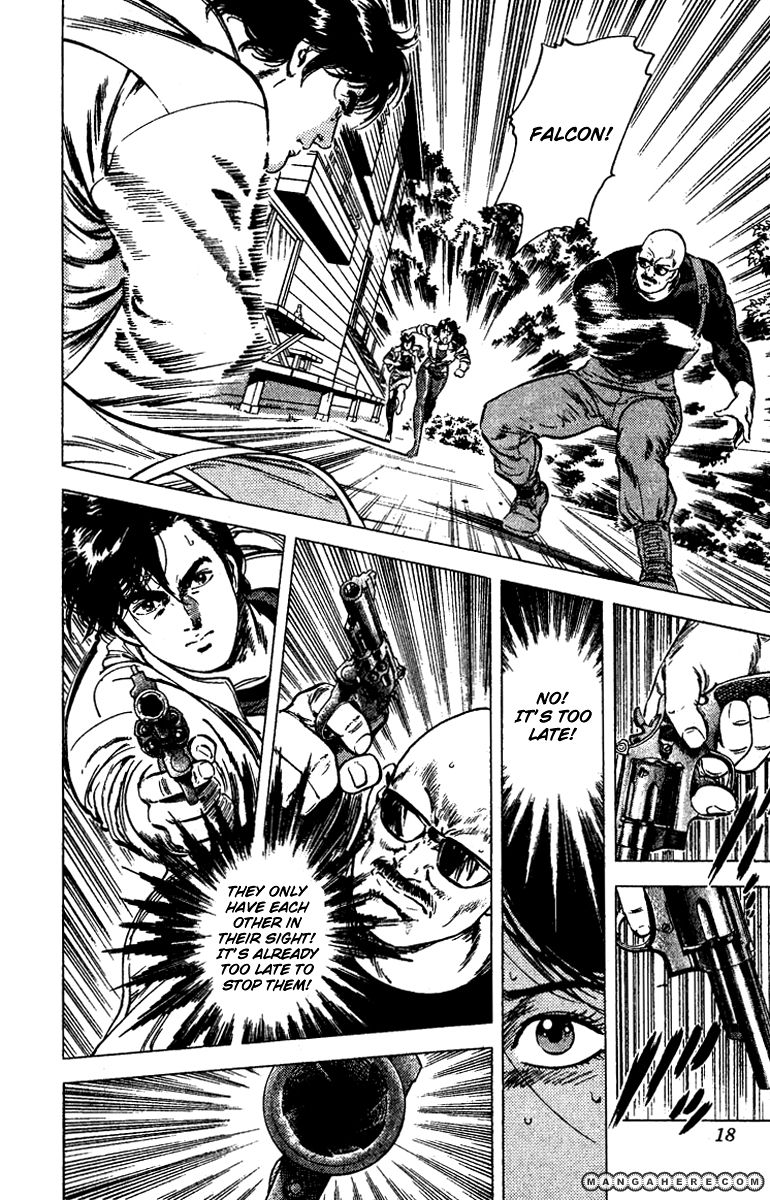 FALCON!
NO!
IT'S TOO
LATE!
THEY ONLY
HAVE EACH
OTHER IN
THEIR SIGHT!
IT'S ALREADY
TOO LATE TO
STOP THEM!
18
MANGAHERE.COM